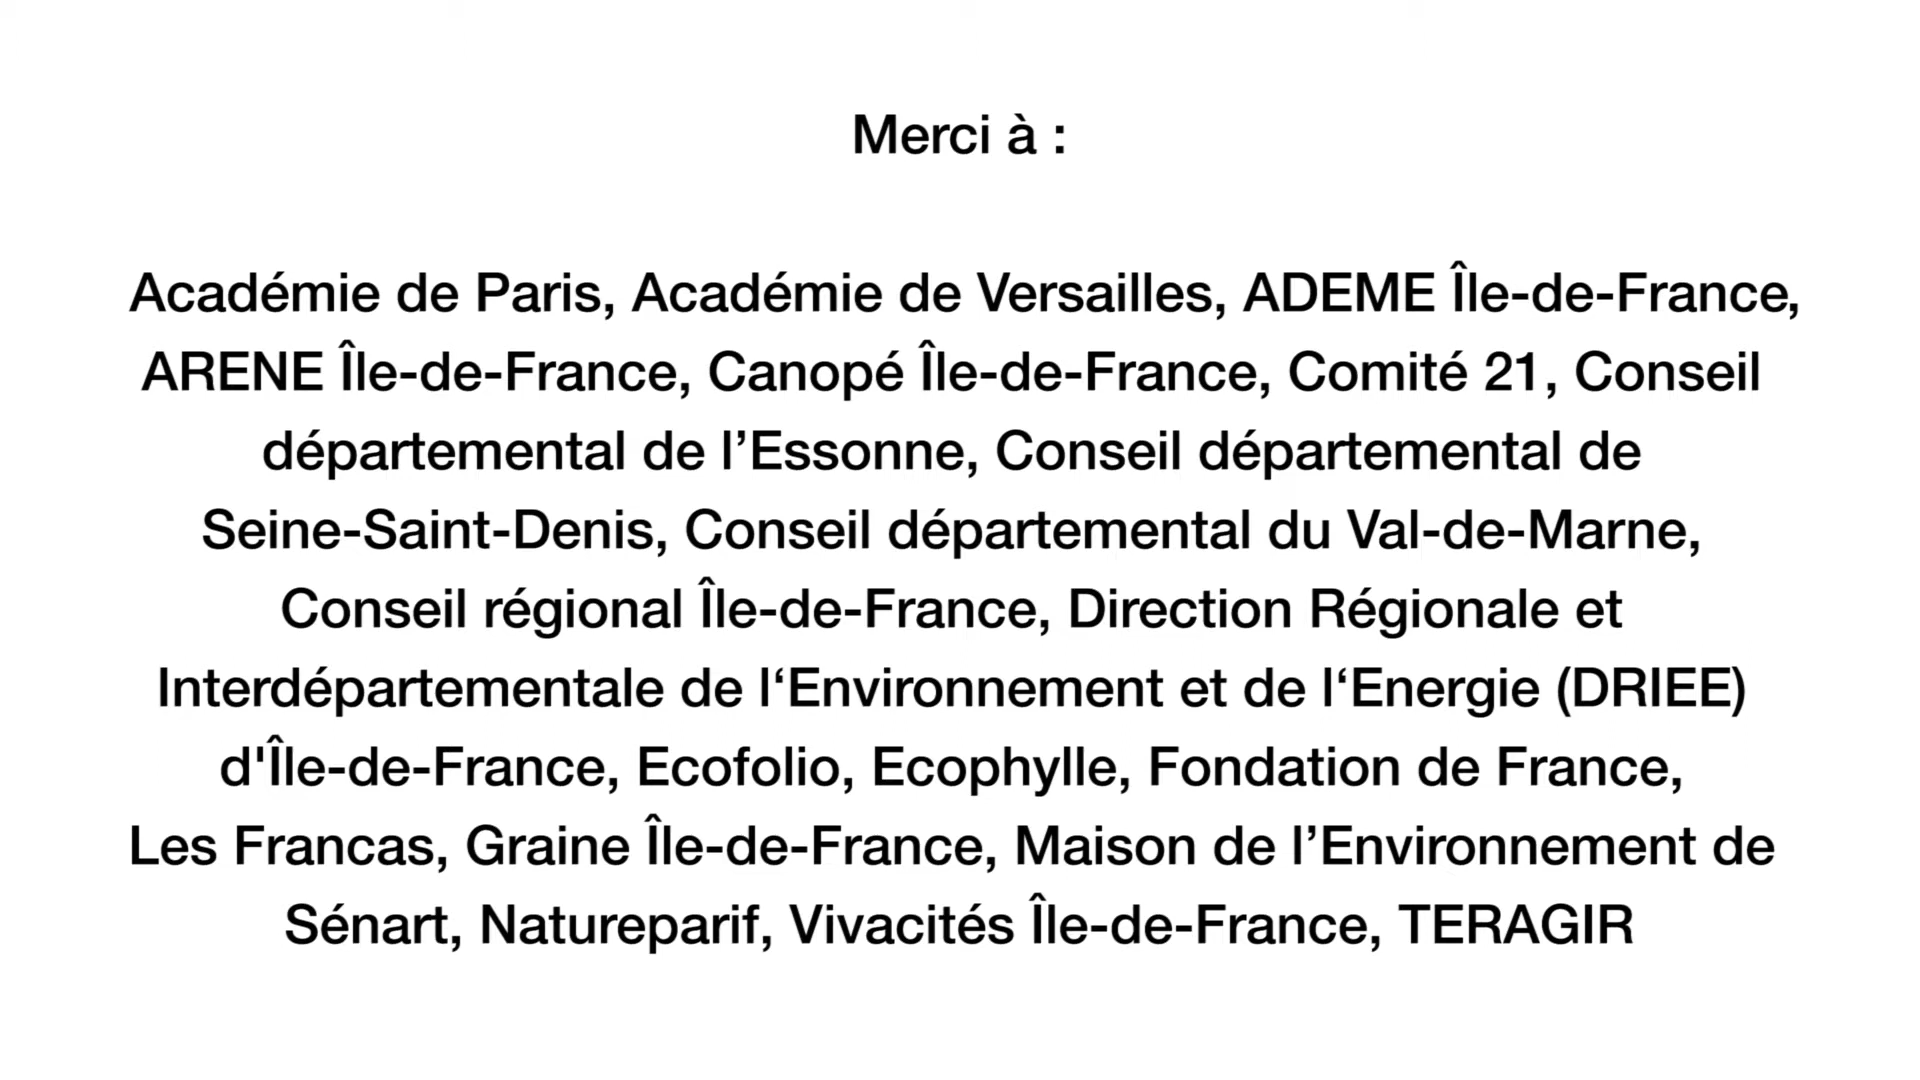 Merci à :
Académie de Paris, Académie de Versailles, ADEME Île-de-France,
ARENE Île-de-France, Canopé Île-de-France, Comité 21, Conseil
départemental de l’Essonne, Conseil départemental de
Seine-Saint-Denis, Conseil départemental du Val-de-Marne,
Conseil régional Île-de-France, Direction Régionale et
Interdépartementale de l‘Environnement et de l‘Energie (DRIEE)
d'Île-de-France, Ecofolio, Ecophylle, Fondation de France,
Les Francas, Graine Île-de-France, Maison de l’Environnement de
Sénart, Natureparif, Vivacités Île-de-France, TERAGIR